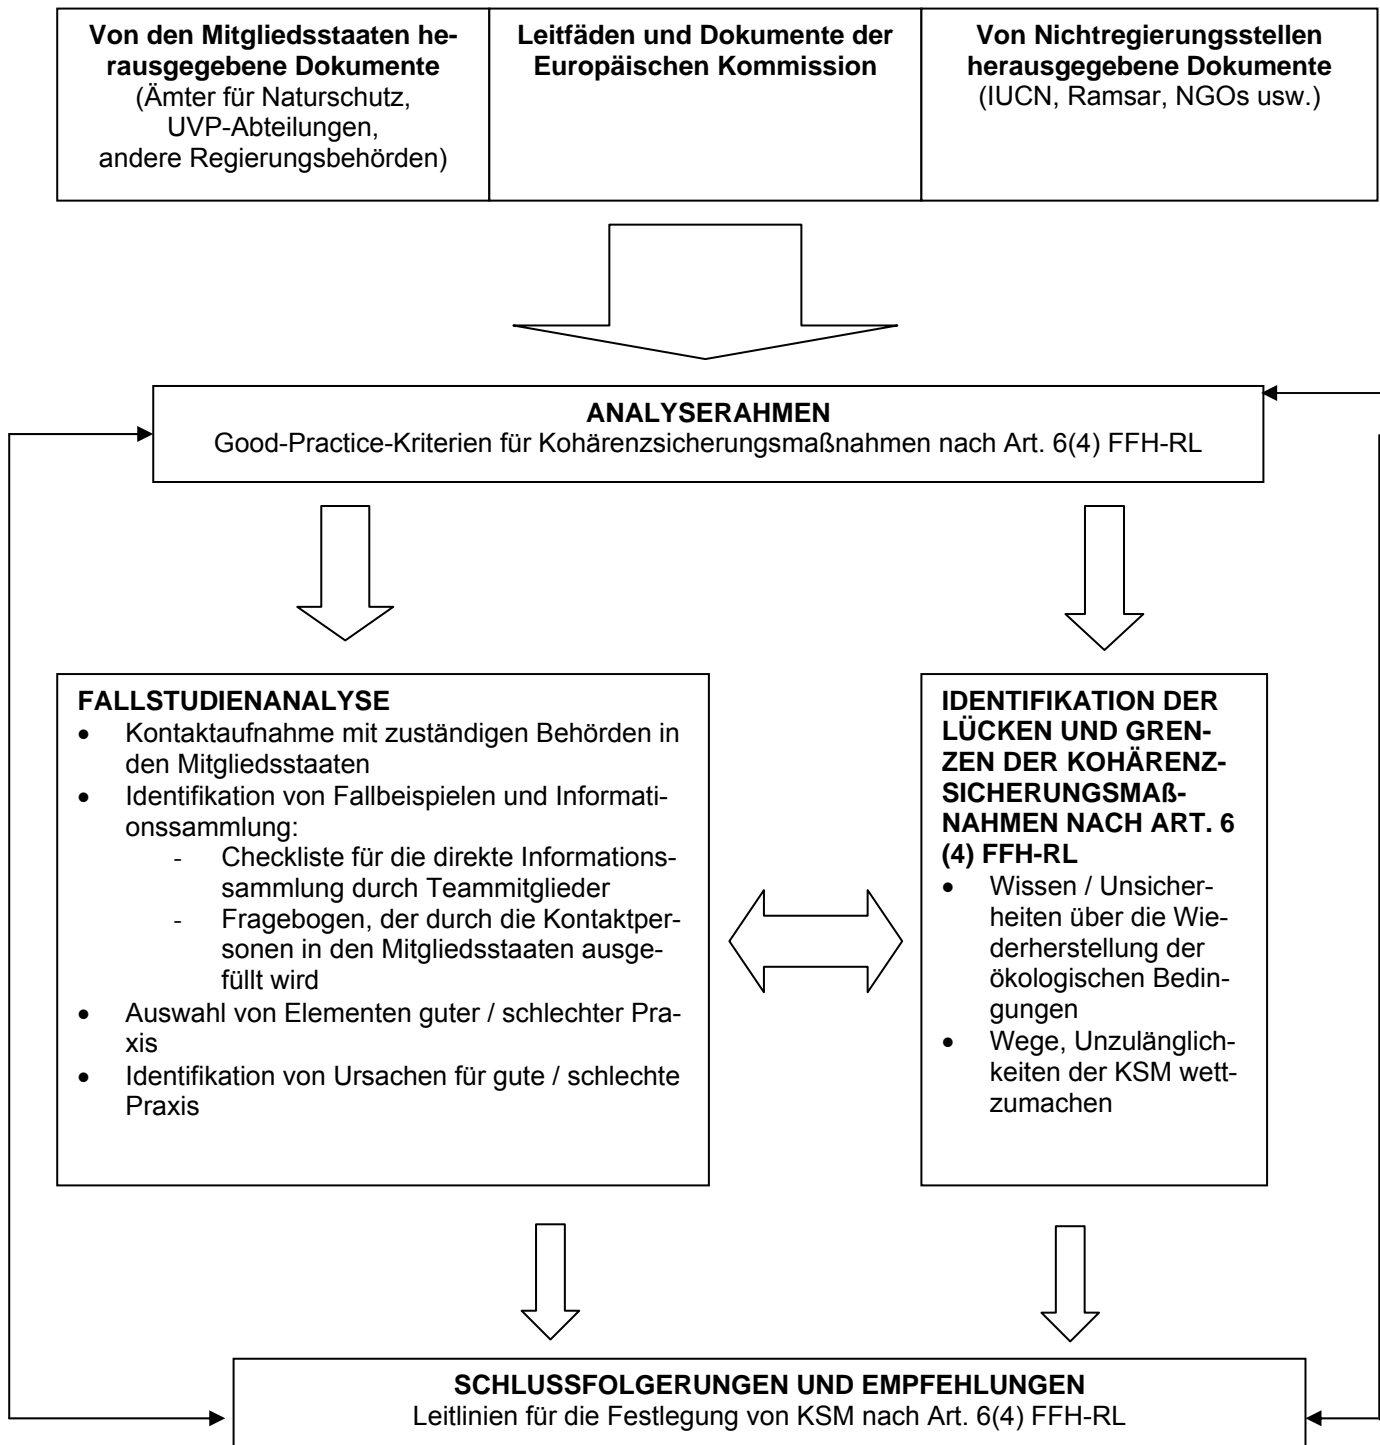 Von den Mitgliedsstaaten he-
rausgegebene Dokumente
(Ämter für Naturschutz,
UVP-Abteilungen,
andere Regierungsbehörden)
Leitfäden und Dokumente der
Europäischen Kommission
Von Nichtregierungsstellen
herausgegebene Dokumente
(IUCN, Ramsar, NGOs usw.)
ANALYSERAHMEN
Good-Practice-Kriterien für Kohärenzsicherungsmaßnahmen nach Art. 6(4) FFH-RL
FALLSTUDIENANALYSE
• Kontaktaufnahme mit zuständigen Behörden in
den Mitgliedsstaaten
• Identifikation von Fallbeispielen und Informati-
onssammlung:
- Checkliste für die direkte Informations-
sammlung durch Teammitglieder
- Fragebogen, der durch die Kontaktper-
sonen in den Mitgliedsstaaten ausge-
füllt wird
• Auswahl von Elementen guter / schlechter Pra-
xis
• Identifikation von Ursachen für gute / schlechte
Praxis
IDENTIFIKATION DER
LÜCKEN UND GREN-
ZEN DER KOHÄRENZ-
SICHERUNGSMAß-
NAHMEN NACH ART. 6
(4) FFH-RL
• Wissen / Unsicher-
heiten über die Wie-
derherstellung der
ökologischen Bedin-
gungen
• Wege, Unzulänglich-
keiten der KSM wett-
zumachen
SCHLUSSFOLGERUNGEN UND EMPFEHLUNGEN
Leitlinien für die Festlegung von KSM nach Art. 6(4) FFH-RL